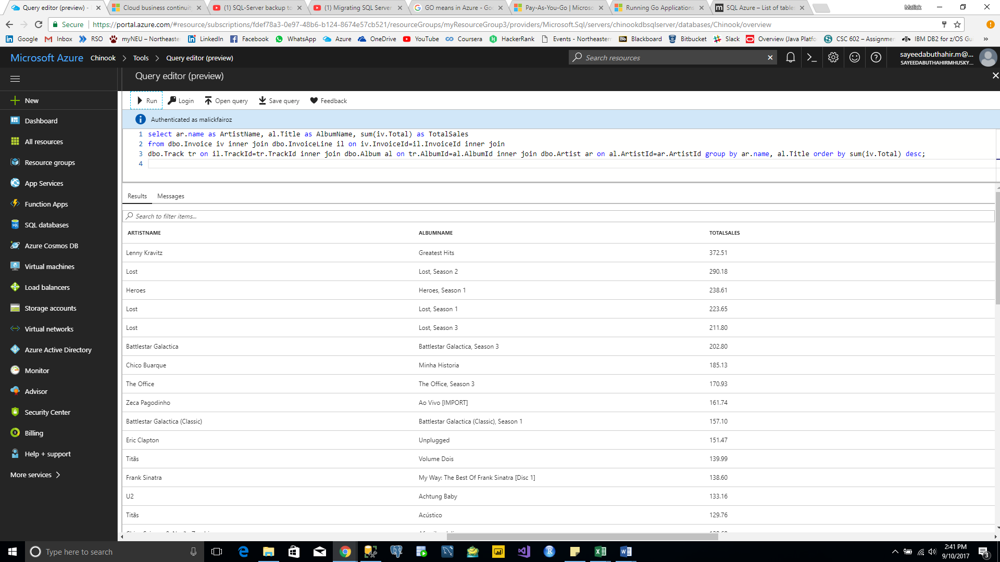 Query editor (preview) -
Cloud business continuit
(1) SQL-Server backup to
(1) Migrating SQL Server
GO means in Azure - Goo
Pay-As-You-Go | Microso
Running Go Applications
SQL Azure – List of table
Malick
Secure
https://portal.azure.com/#resource/subscriptions/fdef78a3-0e97-48b6-b124-8674e57cb521/resourceGroups/myResourceGroup3/providers/Microsoft.Sql/servers/chinookdbsqlserver/databases/Chinook/overview
Google
Inbox
RSO
myNEU – Northeaste
LinkedIn
Facebook
WhatsApp
Azure
OneDrive
YouTube
Coursera
HackerRank
Events - Northeastern
Blackboard
Bitbucket
Slack
Overview (Java Platfo
CSC 602 – Assignmer
IBM DB2 for z/OS Gu
»
Microsoft Azure Chinook > Tools > Query editor (preview)
Search resources
sayeedabuthahir.m@...
SAYEEDABUTHAHIRMHUSKY...
Query editor (preview)
Run
Login
Open query
Save query
Feedback
Authenticated as malickfairoz
1 select ar.name as ArtistName, al.Title as AlbumName, sum(iv.Total) as TotalSales
2 from dbo.Invoice iv inner join dbo.InvoiceLine il on iv.InvoiceId=il.InvoiceId inner join
3 dbo.Track tr on il.TrackId=tr.TrackId inner join dbo.Album al on tr.AlbumId=al.AlbumId inner join dbo.Artist ar on al.ArtistId=ar.ArtistId group by ar.name, al.Title order by sum(iv.Total) desc;
4
New
Dashboard
All resources
Resource groups
App Services
Function Apps
SQL databases
Azure Cosmos DB
Virtual machines
Load balancers
Storage accounts
Virtual networks
Azure Active Directory
Monitor
Advisor
Security Center
Billing
Help + support
More services
Results Messages
Search to filter items...
ARTISTNAME ALBUMNAME TOTALSALES
Lenny Kravitz Greatest Hits 372.51
Lost Lost, Season 2 290.18
Heroes Heroes, Season 1 238.61
Lost Lost, Season 1 223.65
Lost Lost, Season 3 211.80
Battlestar Galactica Battlestar Galactica, Season 3 202.80
Chico Buarque Minha Historia 185.13
The Office The Office, Season 3 170.93
Zeca Pagodinho Ao Vivo [IMPORT] 161.74
Battlestar Galactica (Classic) Battlestar Galactica (Classic), Season 1 157.10
Eric Clapton Unplugged 151.47
Titãs Volume Dois 139.99
Frank Sinatra My Way: The Best Of Frank Sinatra [Disc 1] 138.60
U2 Achtung Baby 133.16
Titãs Acústico 129.76
Type here to search
2:41 PM
9/10/2017
3